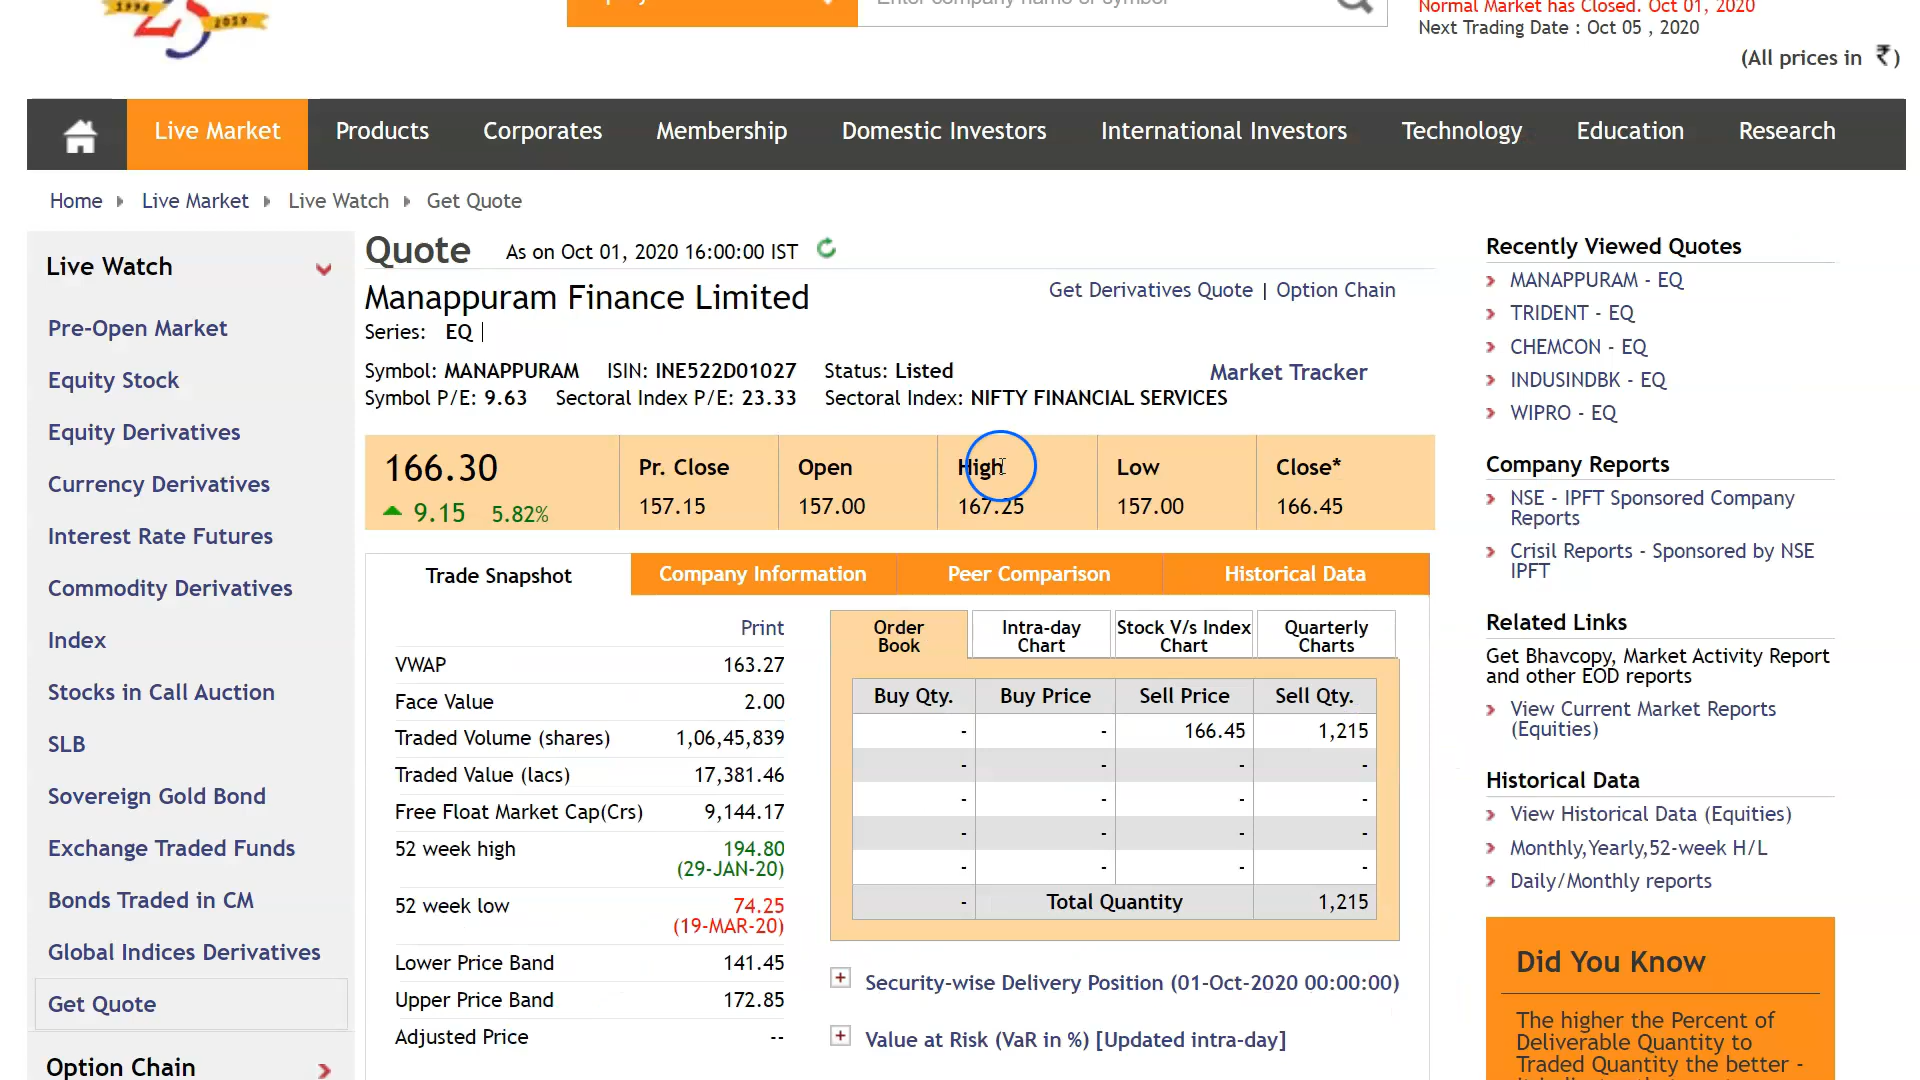 1994 2019
Normal Market has Closed. Oct 01, 2020
Next Trading Date : Oct 05 , 2020
(All prices in ₹)
Live Market Products Corporates Membership Domestic Investors International Investors Technology Education Research
Home Live Market Live Watch Get Quote
Live Watch
Pre-Open Market
Equity Stock
Equity Derivatives
Currency Derivatives
Interest Rate Futures
Commodity Derivatives
Index
Stocks in Call Auction
SLB
Sovereign Gold Bond
Exchange Traded Funds
Bonds Traded in CM
Global Indices Derivatives
Get Quote
Option Chain
Quote As on Oct 01, 2020 16:00:00 IST
Manappuram Finance Limited
Get Derivatives Quote | Option Chain
Series: EQ |
Symbol: MANAPPURAM ISIN: INE522D01027 Status: Listed Market Tracker
Symbol P/E: 9.63 Sectoral Index P/E: 23.33 Sectoral Index: NIFTY FINANCIAL SERVICES
166.30 Pr. Close Open High Low Close*
9.15 5.82% 157.15 157.00 167.25 157.00 166.45
Trade Snapshot Company Information Peer Comparison Historical Data
Print
VWAP 163.27
Face Value 2.00
Traded Volume (shares) 1,06,45,839
Traded Value (lacs) 17,381.46
Free Float Market Cap(Crs) 9,144.17
52 week high 194.80
(29-JAN-20)
52 week low 74.25
(19-MAR-20)
Lower Price Band 141.45
Upper Price Band 172.85
Adjusted Price --
Order Intra-day Stock V/s Index Quarterly
Book Chart Chart Charts
Buy Qty. Buy Price Sell Price Sell Qty.
- - 166.45 1,215
- - - -
- - - -
- - - -
- - - -
- Total Quantity 1,215
Security-wise Delivery Position (01-Oct-2020 00:00:00)
Value at Risk (VaR in %) [Updated intra-day]
Recently Viewed Quotes
MANAPPURAM - EQ
TRIDENT - EQ
CHEMCON - EQ
INDUSINDBK - EQ
WIPRO - EQ
Company Reports
NSE - IPFT Sponsored Company
Reports
Crisil Reports - Sponsored by NSE
IPFT
Related Links
Get Bhavcopy, Market Activity Report
and other EOD reports
View Current Market Reports
(Equities)
Historical Data
View Historical Data (Equities)
Monthly,Yearly,52-week H/L
Daily/Monthly reports
Did You Know
The higher the Percent of
Deliverable Quantity to
Traded Quantity the better -